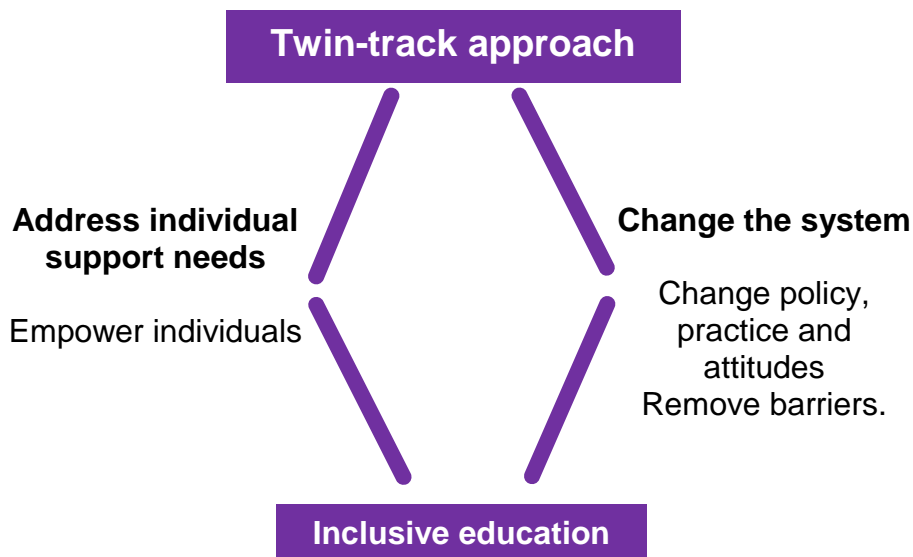 Twin-track approach
Address individual
support needs
Empower individuals
Change the system
Change policy,
practice and
attitudes
Remove barriers.
Inclusive education